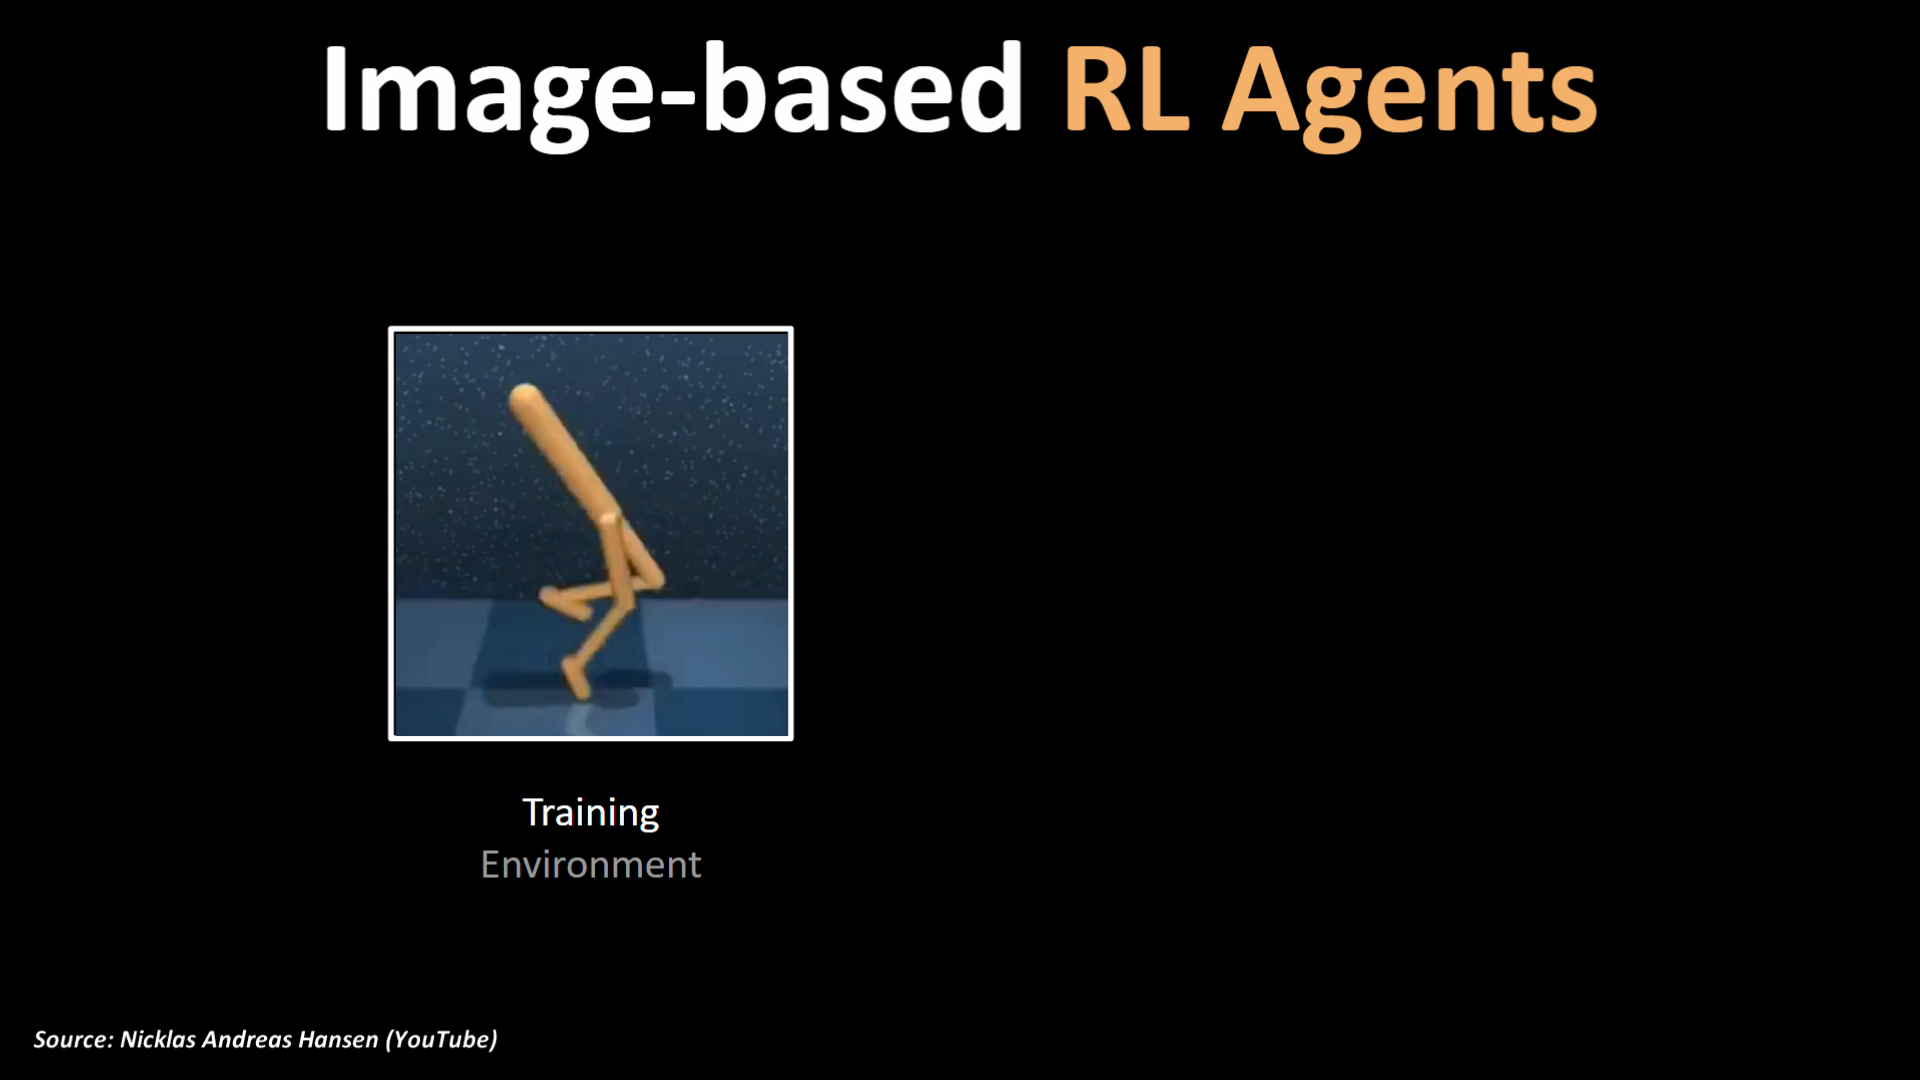 Image-based RL Agents
Training
Environment
Source: Nicklas Andreas Hansen (YouTube)